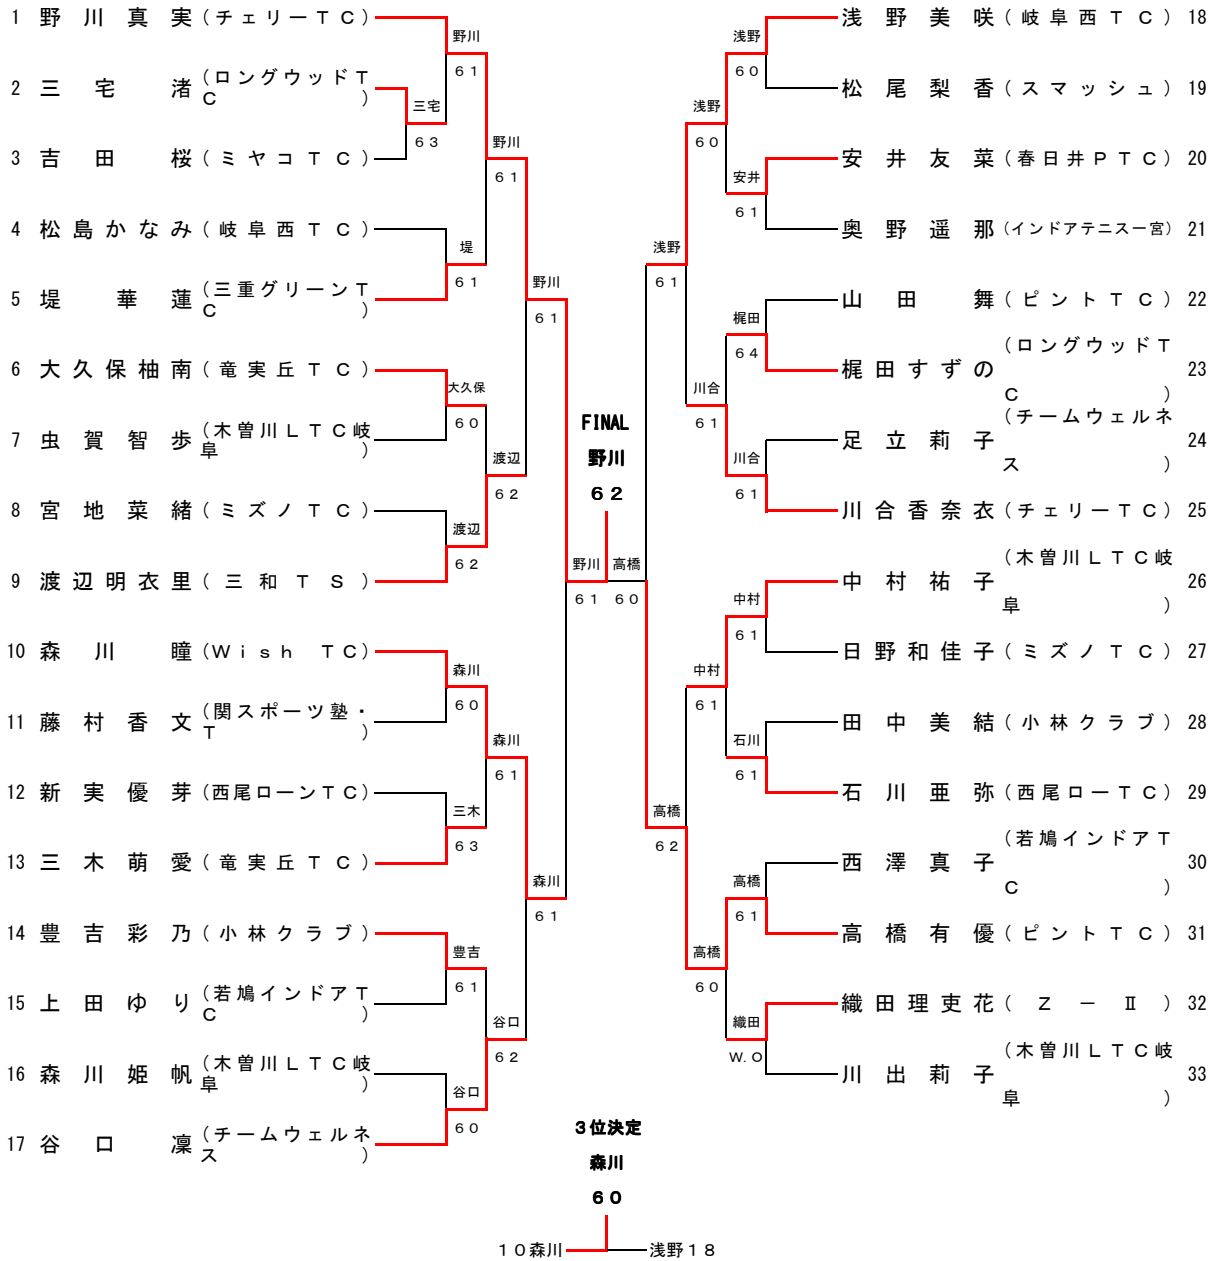 1 野川真実 (チェリーTC)
2 三宅渚 (ロングウッドTC)
3 吉田桜 (ミヤコTC)
4 松島かなみ (岐阜西TC)
5 堤華蓮 (三重グリーンTC)
6 大久保柚南 (竜実丘TC)
7 虫賀智歩 (木曽川LTC岐阜)
8 宮地菜緒 (ミズノTC)
9 渡辺明衣里 (三和TS)
10 森川瞳 (Wish TC)
11 藤村香文 (関スポーツ塾・T)
12 新実優芽 (西尾ローンTC)
13 三木萌愛 (竜実丘TC)
14 豊吉彩乃 (小林クラブ)
15 上田ゆり (若鳩インドアTC)
16 森川姫帆 (木曽川LTC岐阜)
17 谷口凜 (チームウェルネス)
三宅
63
野川
61
堤
61
大久保
60
渡辺
62
森川
60
三木
63
豊吉
61
谷口
60
野川
61
渡辺
62
森川
61
谷口
62
野川
61
森川
61
野川
61
FINAL
野川
62
高橋
60
浅野
61
高橋
62
浅野
60
川合
61
中村
61
高橋
60
浅野
60
安井
61
梶田
64
川合
61
中村
61
石川
61
高橋
61
織田
W.O
浅野美咲 (岐阜西TC) 18
松尾梨香 (スマッシュ) 19
安井友菜 (春日井PTC) 20
奥野遥那 (インドアテニス一宮) 21
山田舞 (ピントTC) 22
梶田すずの (ロングウッドTC) 23
足立莉子 (チームウェルネス) 24
川合香奈衣 (チェリーTC) 25
中村祐子 (木曽川LTC岐阜) 26
日野和佳子 (ミズノTC) 27
田中美結 (小林クラブ) 28
石川亜弥 (西尾ローTC) 29
西澤真子 (若鳩インドアTC) 30
高橋有優 (ピントTC) 31
織田理吏花 (Z-Ⅱ) 32
川出莉子 (木曽川LTC岐阜) 33
3位決定
森川
60
10森川
浅野18